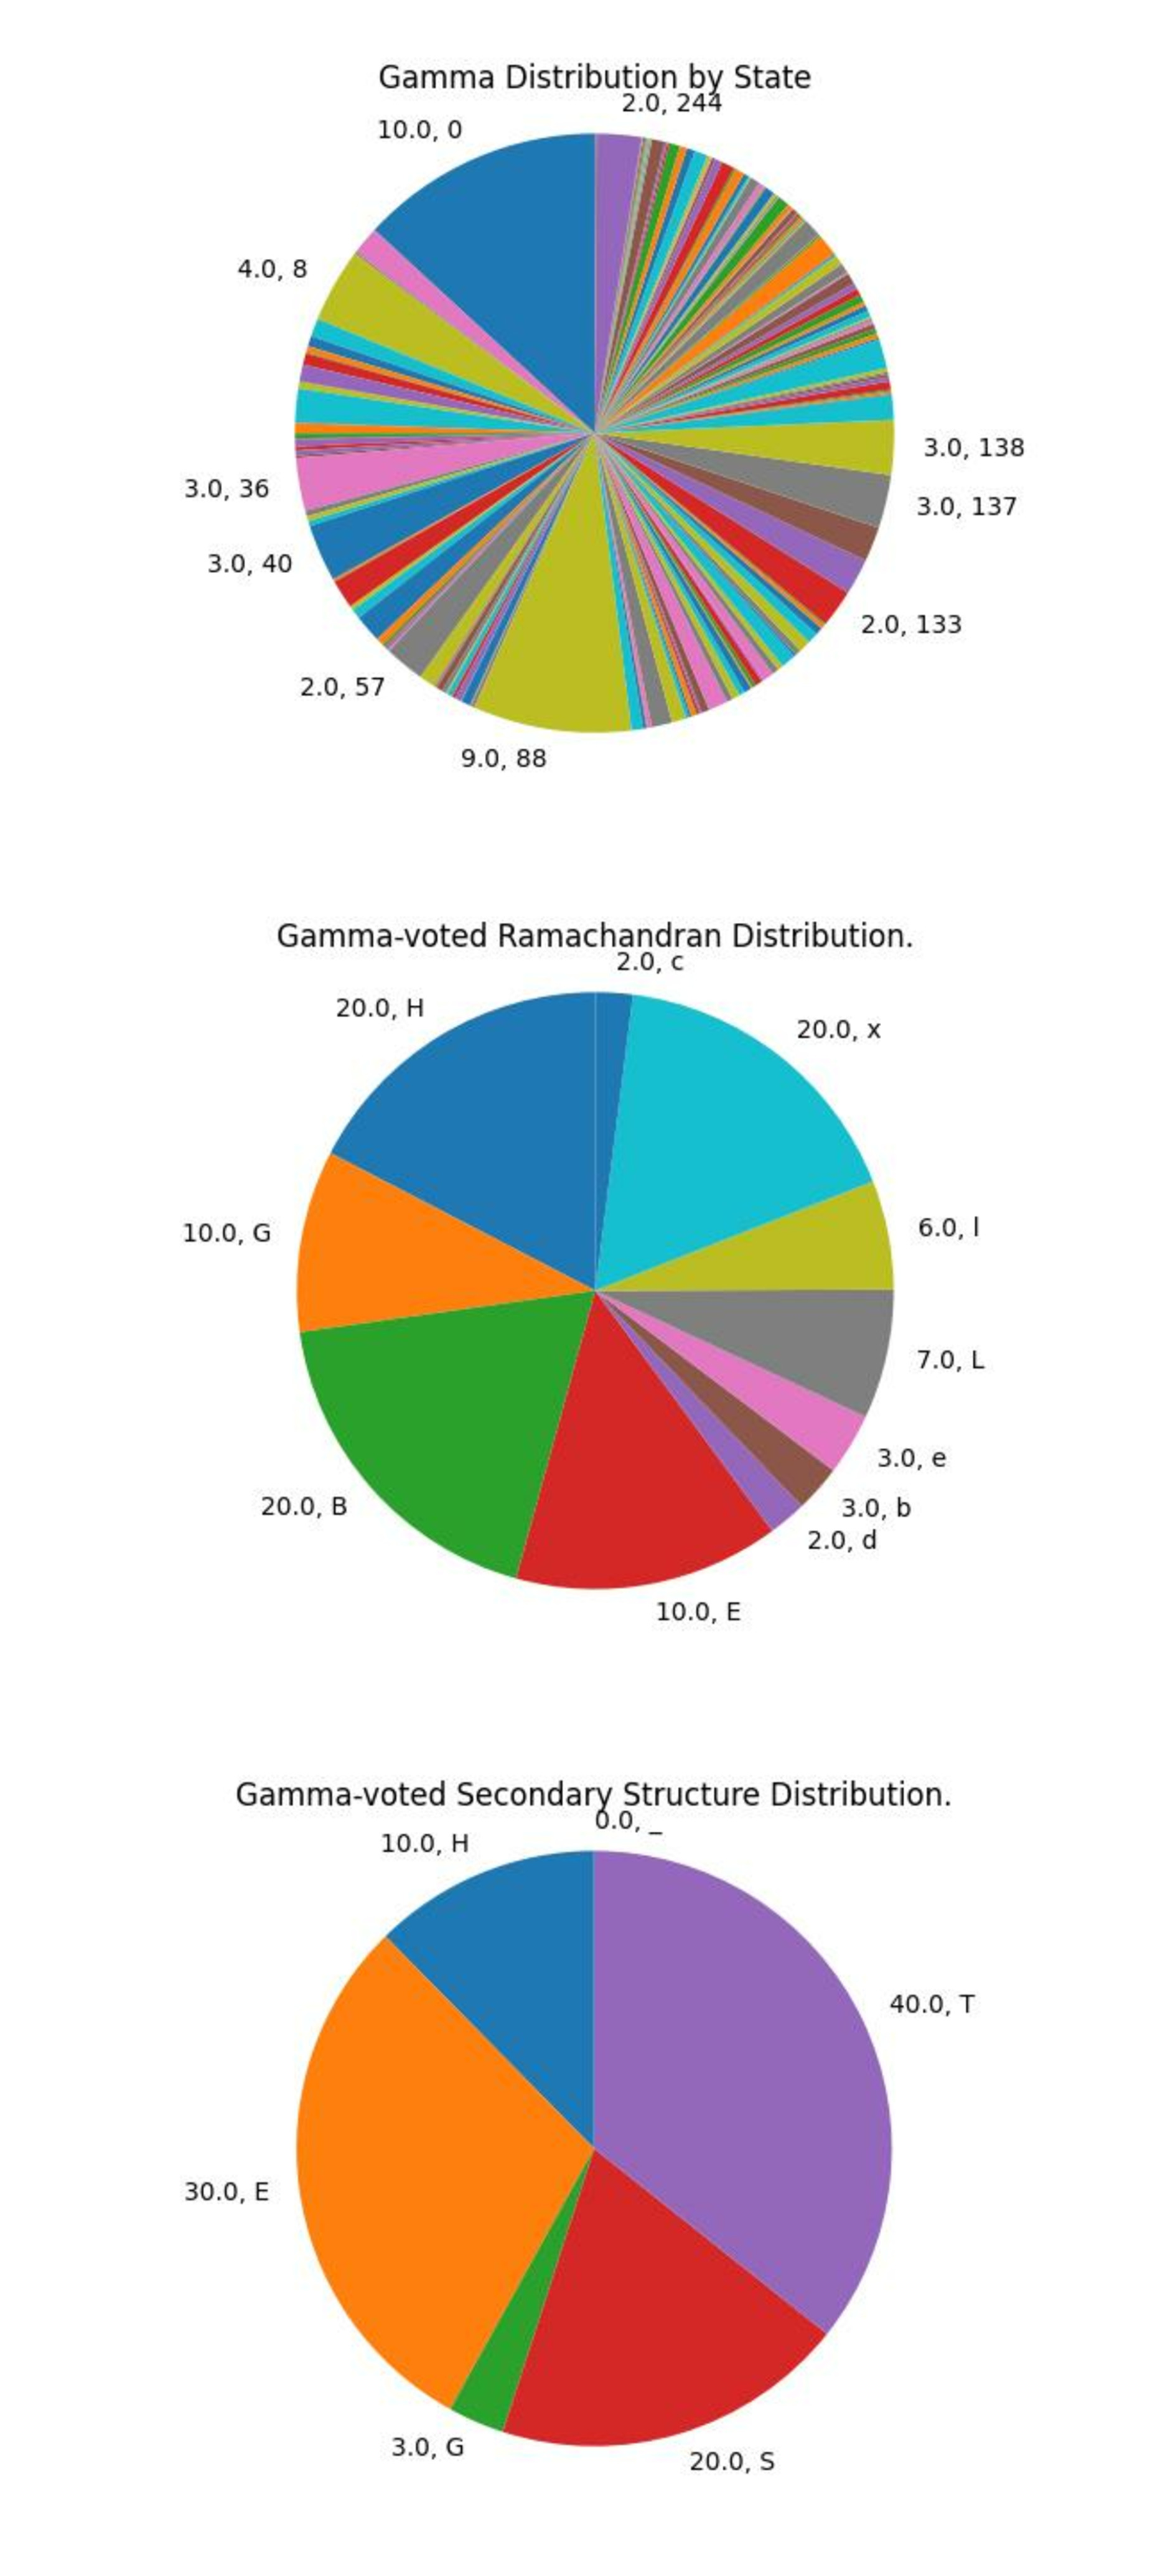 Gamma Distribution by State
2.0, 244
10.0, 0
4.0, 8
3.0, 138
3.0, 36
3.0, 137
3.0, 40
2.0, 133
2.0, 57
9.0, 88
Gamma-voted Ramachandran Distribution.
2.0, c
20.0, H
20.0, x
6.0, l
10.0, G
7.0, L
3.0, e
20.0, B
3.0, b
2.0, d
10.0, E
Gamma-voted Secondary Structure Distribution.
0.0, _
10.0, H
40.0, T
30.0, E
3.0, G
20.0, S